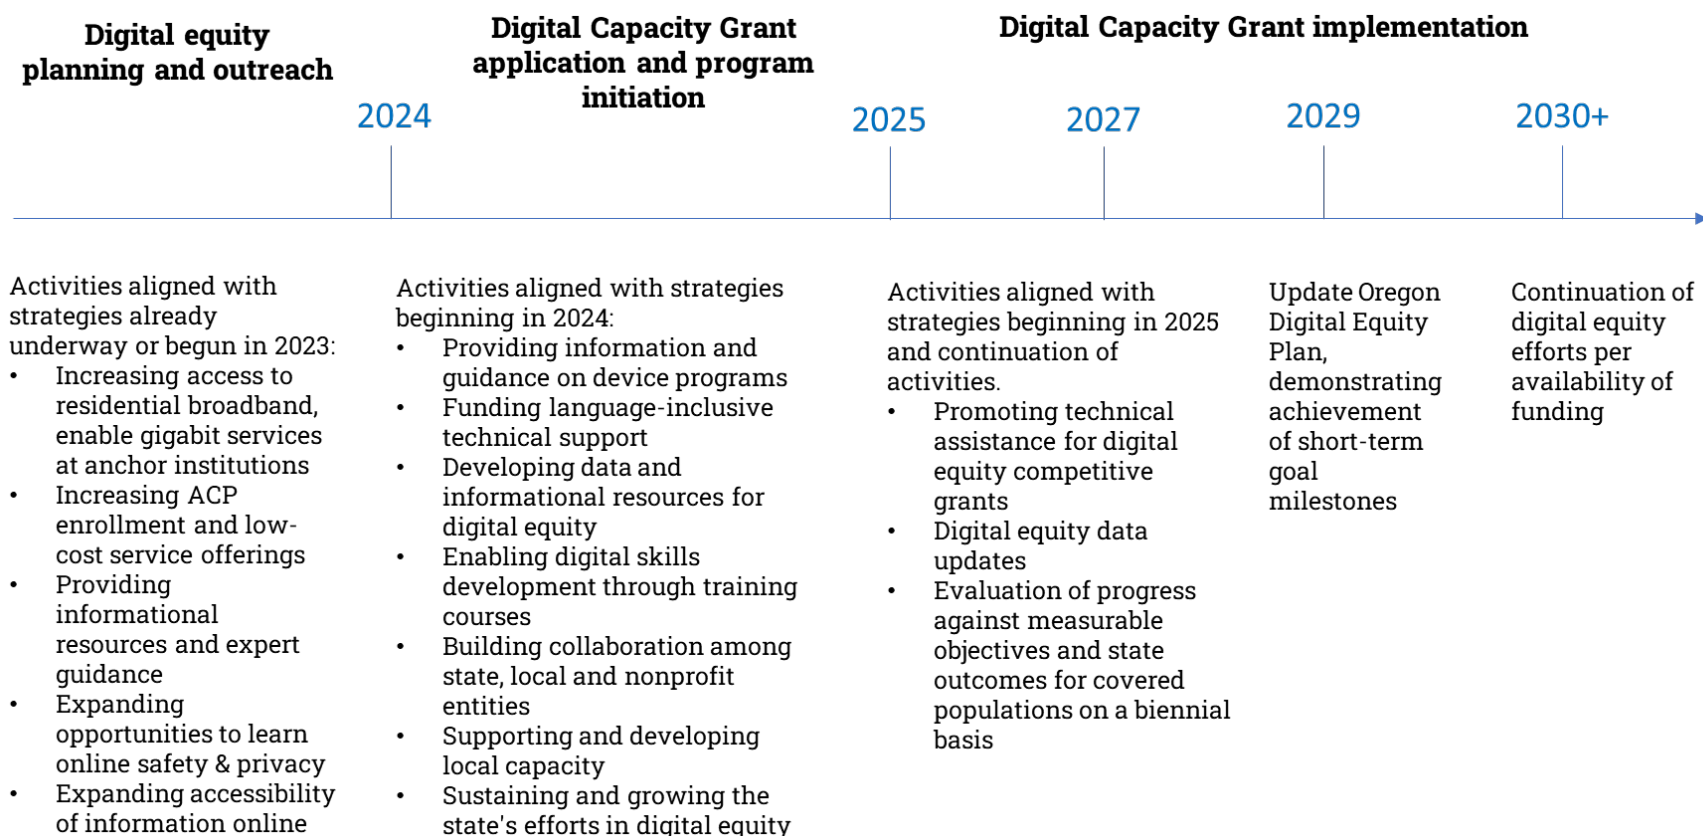 Digital equity
planning and outreach
Digital Capacity Grant
application and program
initiation
Digital Capacity Grant implementation
2024
2025
2027
2029
2030+
Activities aligned with
strategies already
underway or begun in 2023:
• Increasing access to
residential broadband,
enable gigabit services
at anchor institutions
• Increasing ACP
enrollment and low-
cost service offerings
• Providing
informational
resources and expert
guidance
• Expanding
opportunities to learn
online safety & privacy
• Expanding accessibility
of information online
Activities aligned with strategies
beginning in 2024:
• Providing information and
guidance on device programs
• Funding language-inclusive
technical support
• Developing data and
informational resources for
digital equity
• Enabling digital skills
development through training
courses
• Building collaboration among
state, local and nonprofit
entities
• Supporting and developing
local capacity
• Sustaining and growing the
state's efforts in digital equity
Activities aligned with
strategies beginning in 2025
and continuation of
activities.
• Promoting technical
assistance for digital
equity competitive
grants
• Digital equity data
updates
• Evaluation of progress
against measurable
objectives and state
outcomes for covered
populations on a biennial
basis
Update Oregon
Digital Equity
Plan,
demonstrating
achievement
of short-term
goal
milestones
Continuation of
digital equity
efforts per
availability of
funding